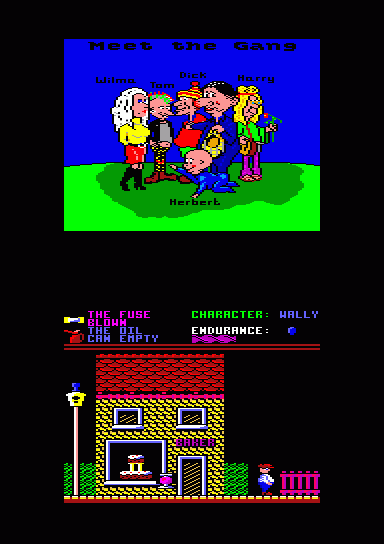 Meet the Gang
Wilma
Tom
Dick
Harry
Herbert
THE FUSE
BLOWN
THE OIL
CAN EMPTY
CHARACTER: WALLY
ENDURANCE:
BAKER